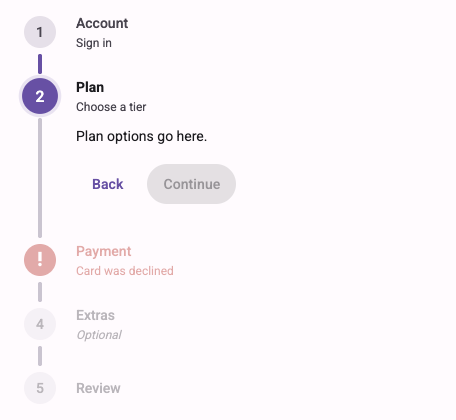 1 Account
Sign in
2 Plan
Choose a tier
Plan options go here.
Back Continue
! Payment
Card was declined
4 Extras
Optional
5 Review